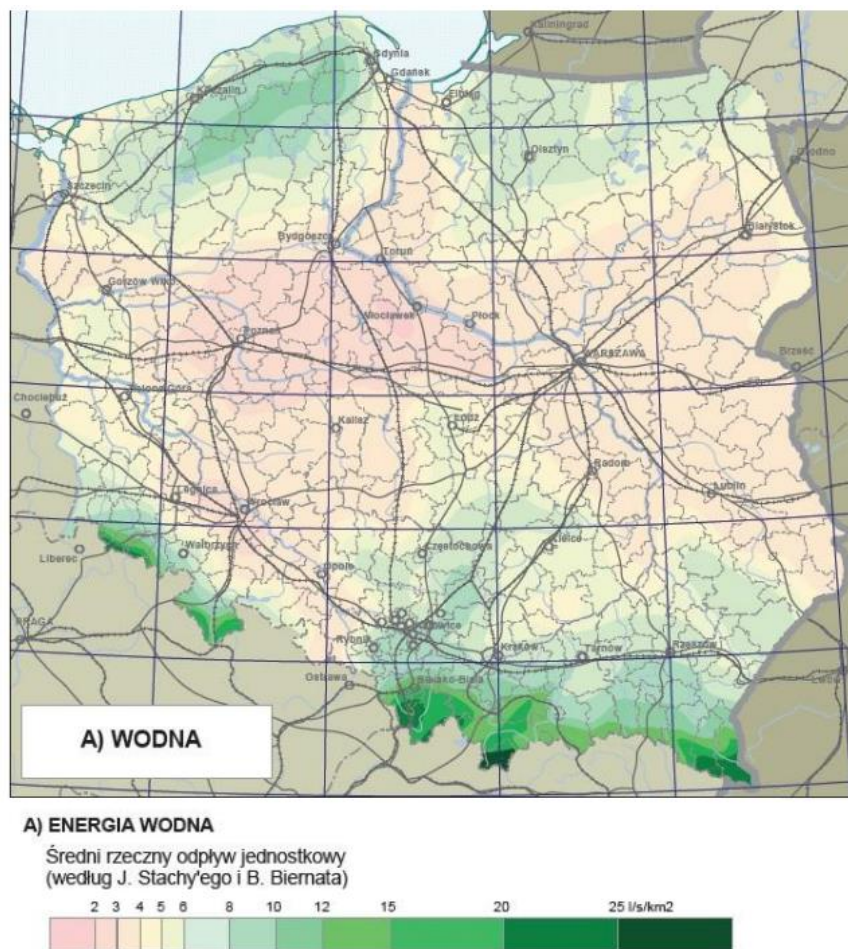 Kaliningrad
Gdynia
Gdańsk
Koszalin
Elbląg
Olsztyn
Grodno
Szczecin
Bydgoszcz
Białystok
Toruń
Gorzów Wlkp.
Włocławek
Płock
Poznań
WARSZAWA
Brześć
Chociebuż
Zielona Góra
Kalisz
Łódź
Radom
Lublin
Legnica
Wrocław
Liberec
Wałbrzych
Częstochowa
Kielce
Opole
PRAGA
Katowice
Rybnik
Kraków
Tarnów
Rzeszów
Ostrawa
Bielsko-Biała
Lwów
A) WODNA
A) ENERGIA WODNA
Średni rzeczny odpływ jednostkowy
(według J. Stachy'ego i B. Biernata)
2 3 4 5 6 8 10 12 15 20 25 l/s/km2